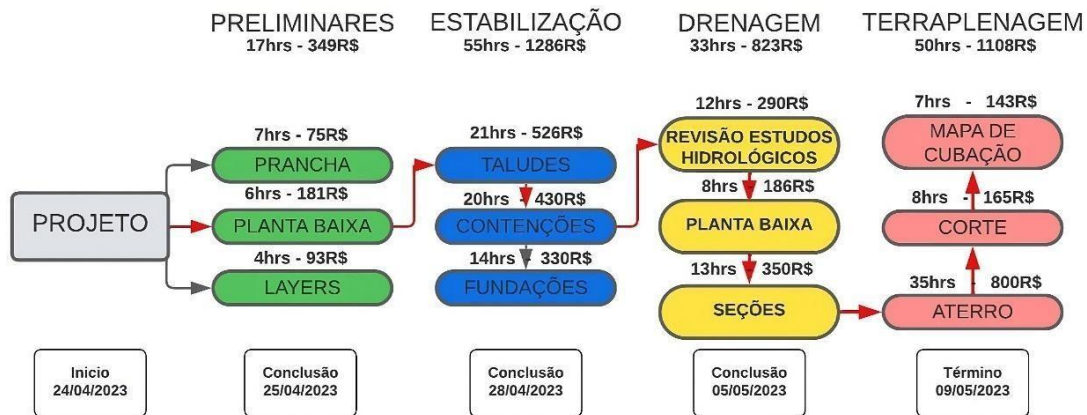 PRELIMINARES
17hrs - 349R$
ESTABILIZAÇÃO
55hrs - 1286R$
DRENAGEM
33hrs - 823R$
TERRAPLENAGEM
50hrs - 1108R$
PROJETO
7hrs - 75R$
PRANCHA
6hrs - 181R$
PLANTA BAIXA
4hrs - 93R$
LAYERS
21hrs - 526R$
TALUDES
20hrs - 430R$
CONTENÇÕES
14hrs - 330R$
FUNDAÇÕES
12hrs - 290R$
REVISÃO ESTUDOS
HIDROLÓGICOS
8hrs - 186R$
PLANTA BAIXA
13hrs - 350R$
SEÇÕES
7hrs - 143R$
MAPA DE
CUBAÇÃO
8hrs - 165R$
CORTE
35hrs - 800R$
ATERRO
Inicio
24/04/2023
Conclusão
25/04/2023
Conclusão
28/04/2023
Conclusão
05/05/2023
Término
09/05/2023